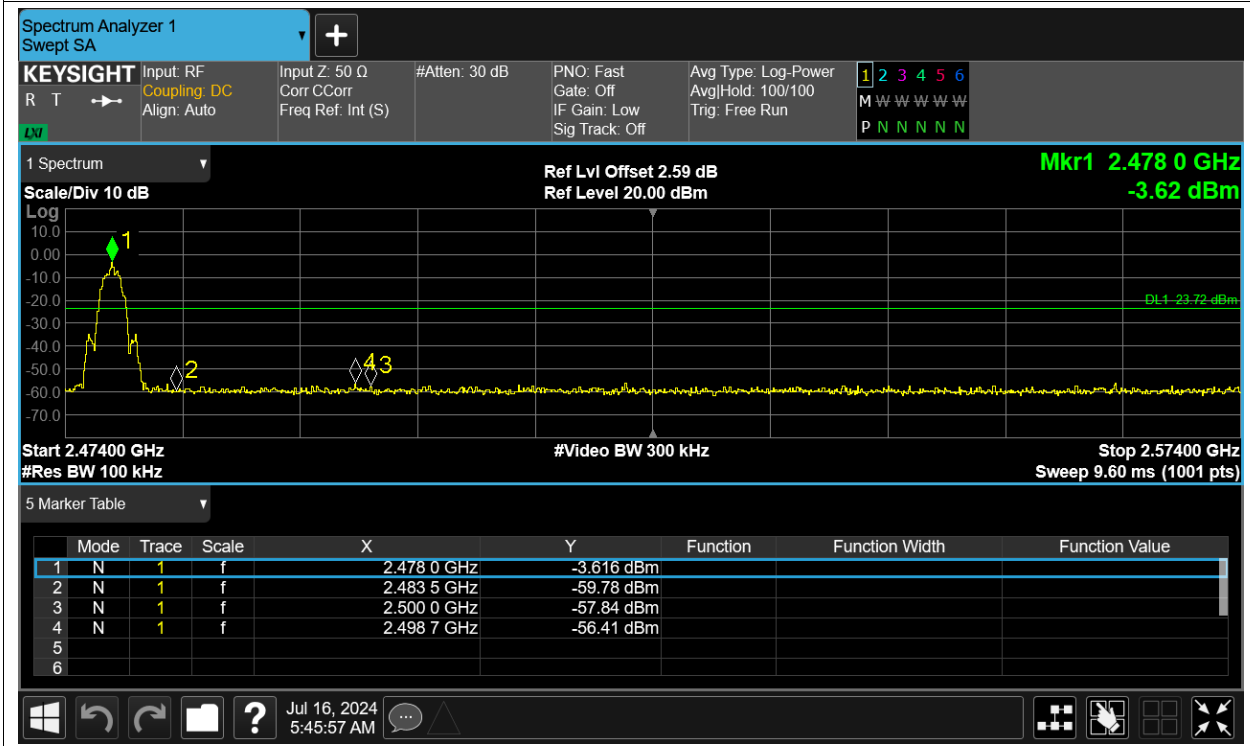 Spectrum Analyzer 1
Swept SA
KEYSIGHT Input: RF Input Z: 50 Ω #Atten: 30 dB PNO: Fast Avg Type: Log-Power 1 2 3 4 5 6
R T Coupling: DC Corr CCorr Gate: Off Avg|Hold: 100/100 M W W W W W
Align: Auto Freq Ref: Int (S) IF Gain: Low Trig: Free Run
LXI Sig Track: Off P N N N N N
1 Spectrum Ref Lvl Offset 2.59 dB Mkr1 2.478 0 GHz
Scale/Div 10 dB Ref Level 20.00 dBm -3.62 dBm
Log
10.0
1
0.00
-10.0
-20.0
DL1 -23.72 dBm
-30.0
-40.0
-50.0
2 4 3
-60.0
-70.0
Start 2.47400 GHz #Video BW 300 kHz Stop 2.57400 GHz
#Res BW 100 kHz Sweep 9.60 ms (1001 pts)
5 Marker Table
Mode Trace Scale X Y Function Function Width Function Value
1 N 1 f 2.478 0 GHz -3.616 dBm
2 N 1 f 2.483 5 GHz -59.78 dBm
3 N 1 f 2.500 0 GHz -57.84 dBm
4 N 1 f 2.498 7 GHz -56.41 dBm
5
6
? Jul 16, 2024
5:45:57 AM